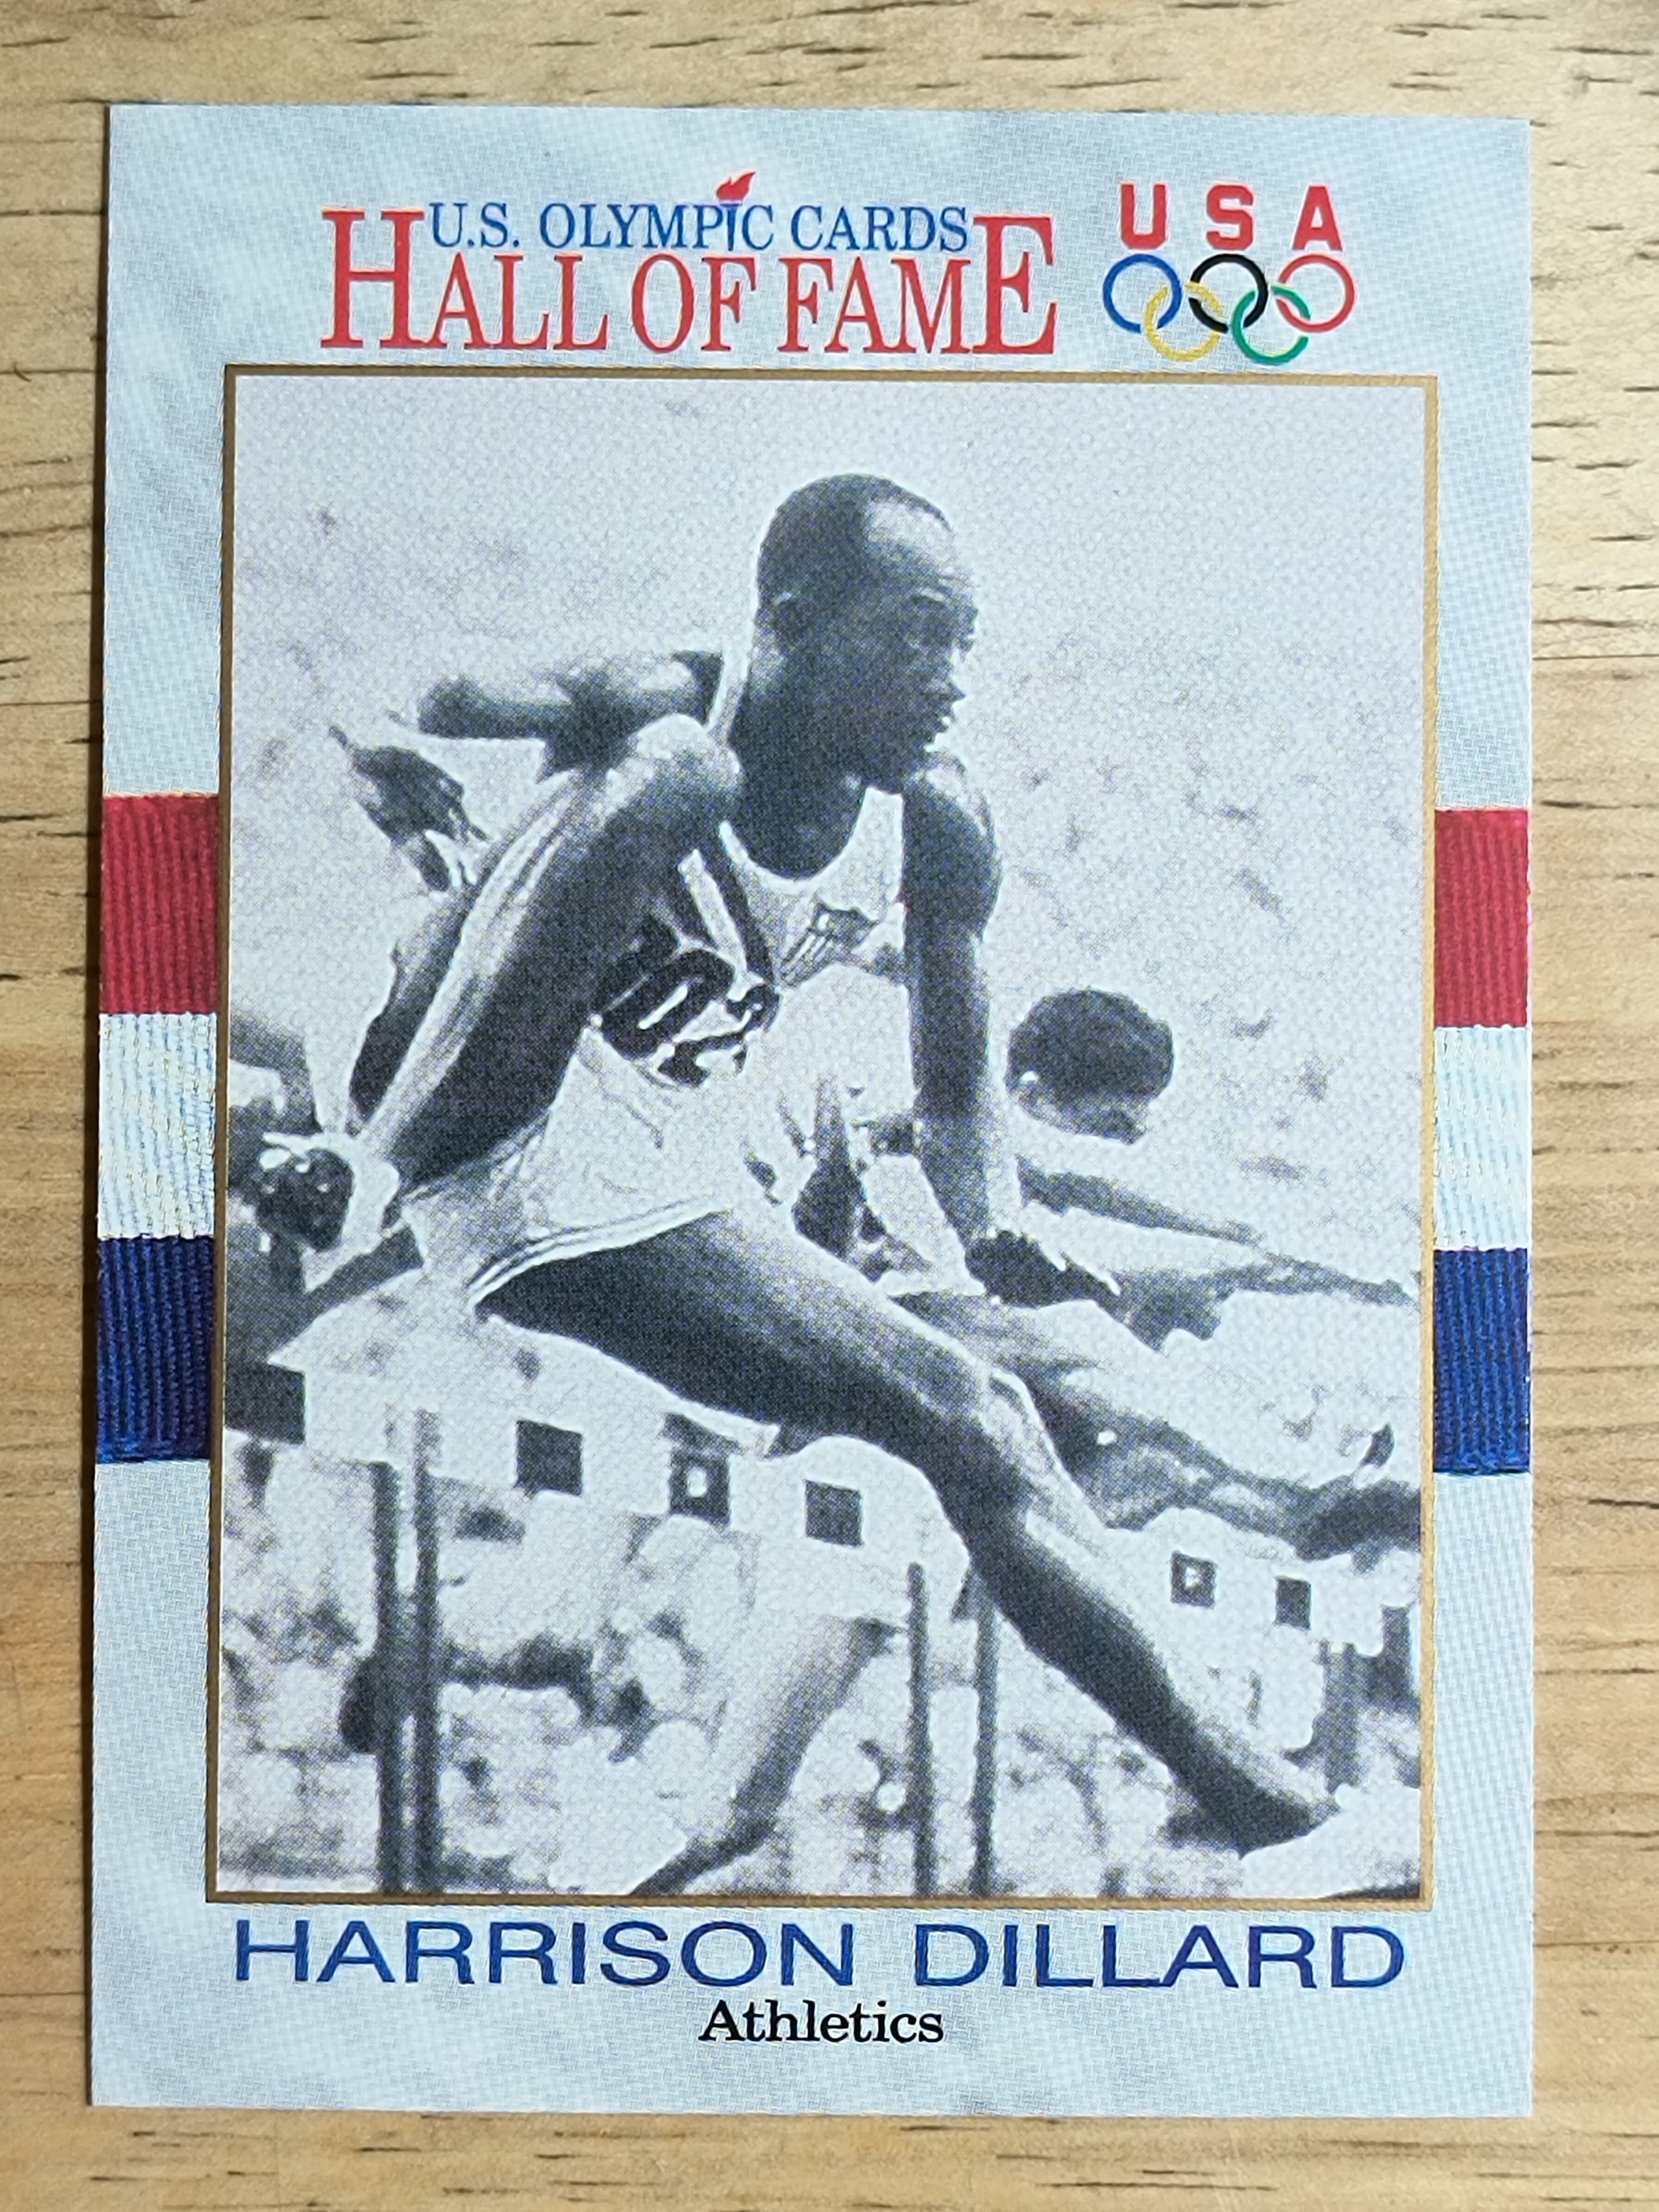 U.S. OLYMPIC CARDS
HALL OF FAME
USA
HARRISON DILLARD
Athletics